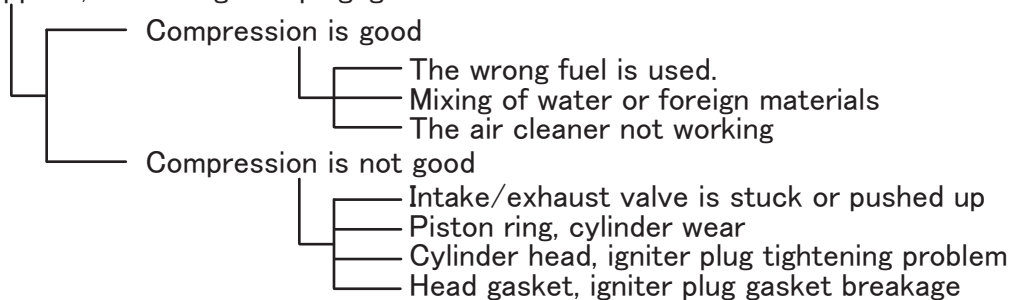 Compression is good
The wrong fuel is used.
Mixing of water or foreign materials
The air cleaner not working
Compression is not good
Intake/exhaust valve is stuck or pushed up
Piston ring, cylinder wear
Cylinder head, igniter plug tightening problem
Head gasket, igniter plug gasket breakage